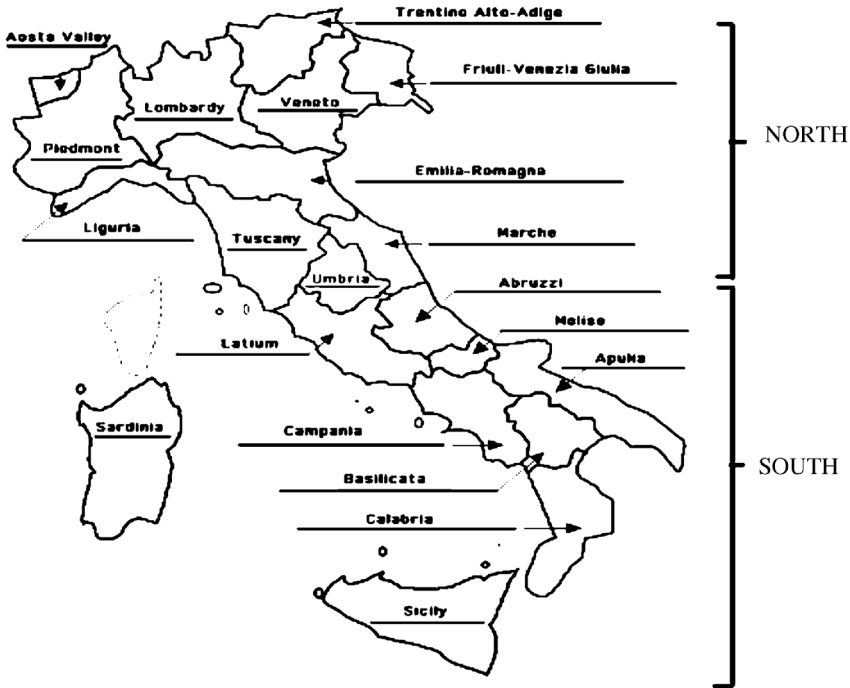 Trentino Alto-Adige
Aosta Valley
Friuli-Venezia Giulia
Lombardy
Veneto
NORTH
Piedmont
Emilia-Romagna
Liguria
Tuscany
Marche
Umbria
Abruzzi
Molise
Latium
Apulia
Sardinia
Campania
SOUTH
Basilicata
Calabria
Sicily